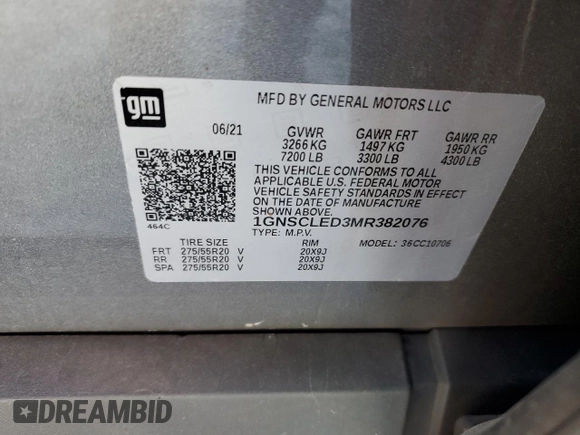 gm
MFD BY GENERAL MOTORS LLC
06/21 GVWR GAWR FRT GAWR RR
3266 KG 1497 KG 1950 KG
7200 LB 3300 LB 4300 LB
THIS VEHICLE CONFORMS TO ALL
APPLICABLE U.S. FEDERAL MOTOR
VEHICLE SAFETY STANDARDS IN EFFECT
ON THE DATE OF MANUFACTURE
SHOWN ABOVE.
464C 1GNSCLED3MR382076
TYPE: M.P.V. MODEL: 36CC10706
TIRE SIZE RIM
FRT 275/55R20 V 20X9J
RR 275/55R20 V 20X9J
SPA 275/55R20 V 20X9J
DREAMBID